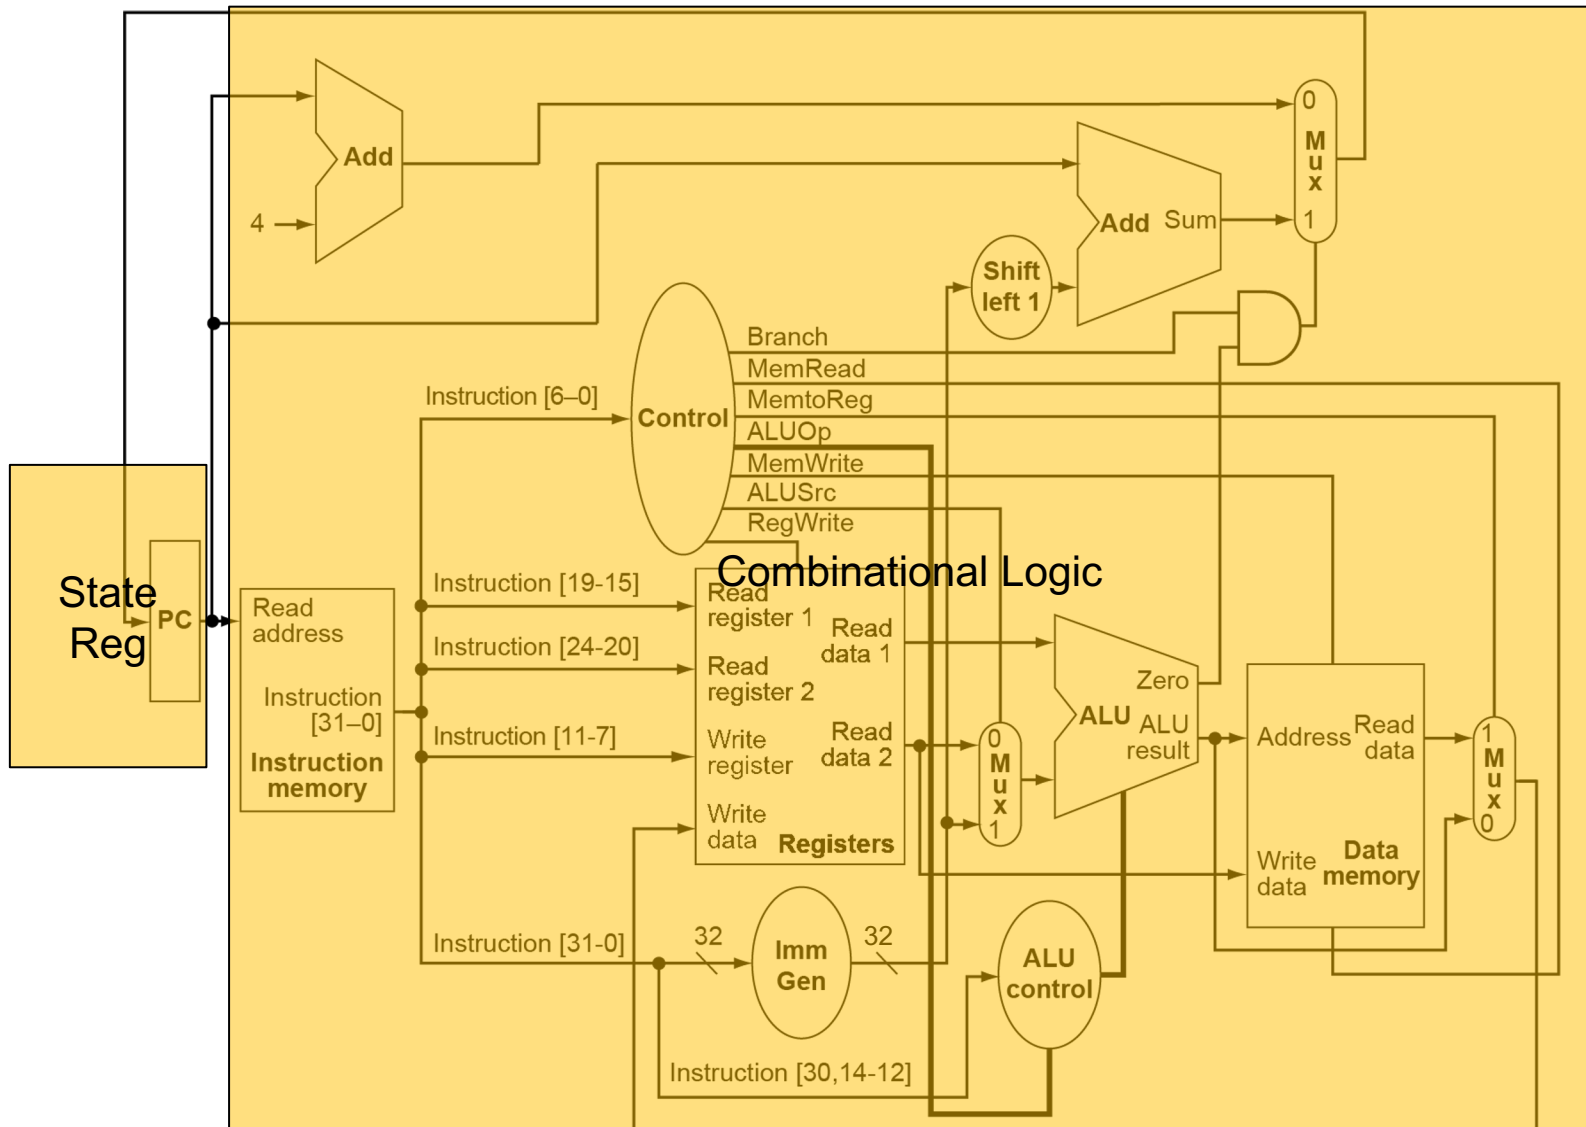 Add
4
0
Mux
1
Add Sum
Shift
left 1
Branch
MemRead
MemtoReg
ALUOp
MemWrite
ALUSrc
RegWrite
Instruction [6–0]
Control
Combinational Logic
State
Reg
PC
Read
address
Instruction
[31–0]
Instruction
memory
Instruction [19-15]
Instruction [24-20]
Instruction [11-7]
Instruction [31-0]
Read
register 1
Read
register 2
Write
register
Write
data
Registers
Read
data 1
Read
data 2
0
Mux
1
Zero
ALU
ALU
result
Address
Read
data
Write
data
Data
memory
1
Mux
0
32
Imm
Gen
32
ALU
control
Instruction [30,14-12]